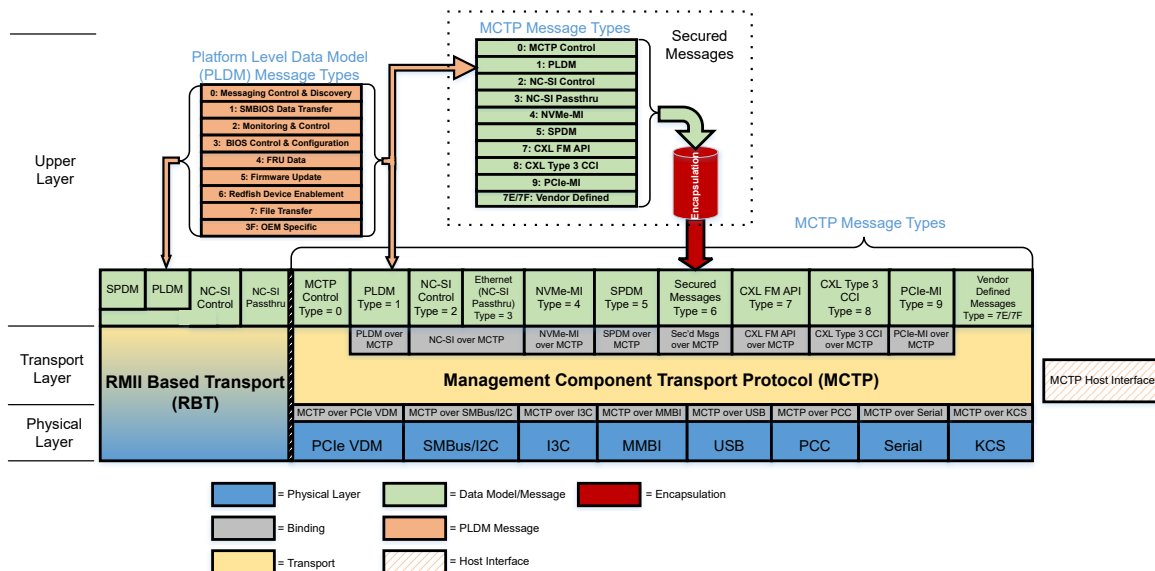 MCTP Message Types
Secured
Messages
0: MCTP Control
1: PLDM
2: NC-SI Control
3: NC-SI Passthru
4: NVMe-MI
5: SPDM
7: CXL FM API
8: CXL Type 3 CCI
9: PCIe-MI
7E/7F: Vendor Defined
Encapsulation
Platform Level Data Model
(PLDM) Message Types
0: Messaging Control & Discovery
1: SMBIOS Data Transfer
2: Monitoring & Control
3: BIOS Control & Configuration
4: FRU Data
5: Firmware Update
6: Redfish Device Enablement
7: File Transfer
3F: OEM Specific
Upper
Layer
MCTP Message Types
SPDM
PLDM
NC-SI
Control
NC-SI
Passthru
MCTP
Control
Type = 0
PLDM
Type = 1
NC-SI
Control
Type = 2
Ethernet
(NC-SI
Passthru)
Type = 3
NVMe-MI
Type = 4
SPDM
Type = 5
Secured
Messages
Type = 6
CXL FM API
Type = 7
CXL Type 3
CCI
Type = 8
PCIe-MI
Type = 9
Vendor
Defined
Messages
Type = 7E/7F
PLDM over
MCTP
NC-SI over MCTP
NVMe-MI
over MCTP
SPDM over
MCTP
Sec'd Msgs
over MCTP
CXL FM API
over MCTP
CXL Type 3 CCI
over MCTP
PCIe-MI over
MCTP
Transport
Layer
RMII Based Transport
(RBT)
Management Component Transport Protocol (MCTP)
MCTP Host Interface
Physical
Layer
MCTP over PCIe VDM
MCTP over SMBus/I2C
MCTP over I3C
MCTP over MMBI
MCTP over USB
MCTP over PCC
MCTP over Serial
MCTP over KCS
PCIe VDM
SMBus/I2C
I3C
MMBI
USB
PCC
Serial
KCS
= Physical Layer
= Data Model/Message
= Encapsulation
= Binding
= PLDM Message
= Transport
= Host Interface